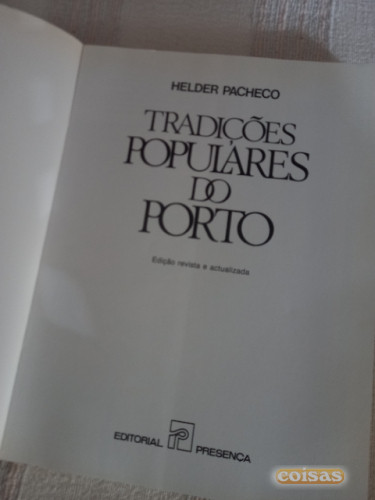 HELDER PACHECO
TRADIÇÕES
POPULARES
DO
PORTO
Edição revista e actualizada
EDITORIAL PRESENÇA
coisas